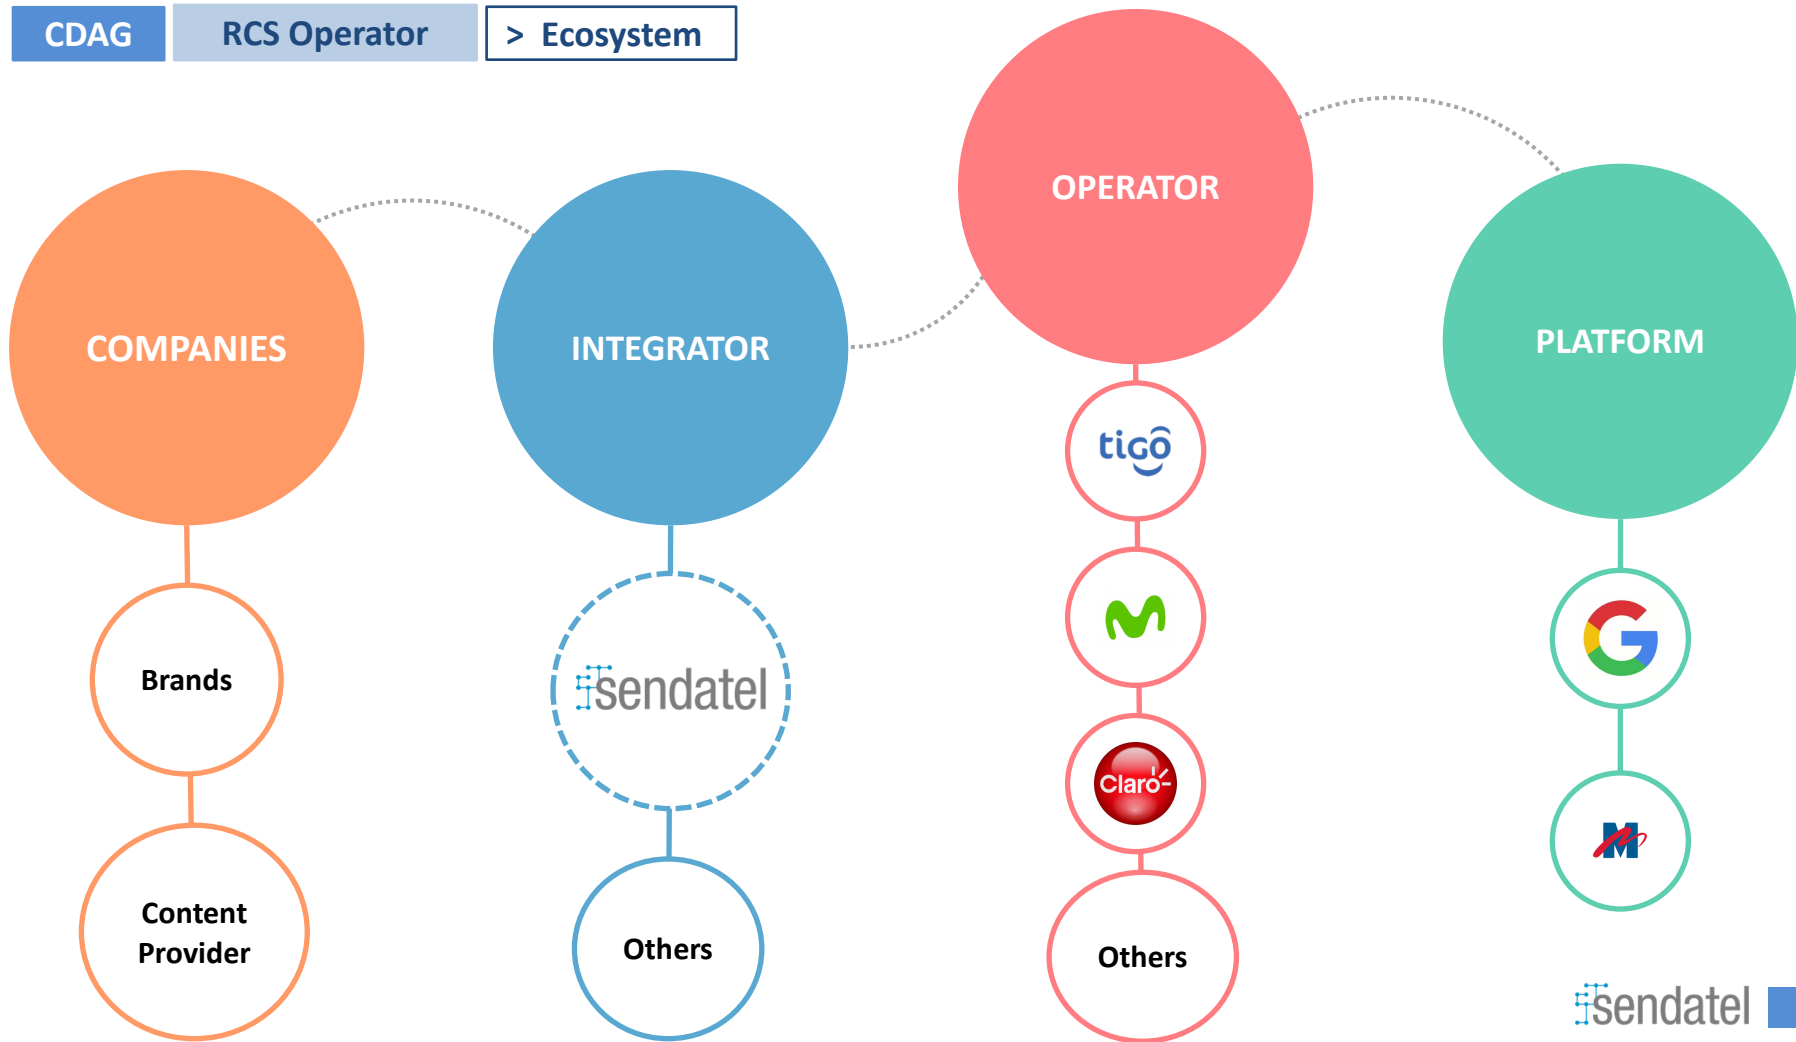 CDAG
RCS Operator
> Ecosystem
COMPANIES
INTEGRATOR
OPERATOR
PLATFORM
Brands
Content
Provider
sendatel
Others
tigo
Claro
Others
G
M
sendatel